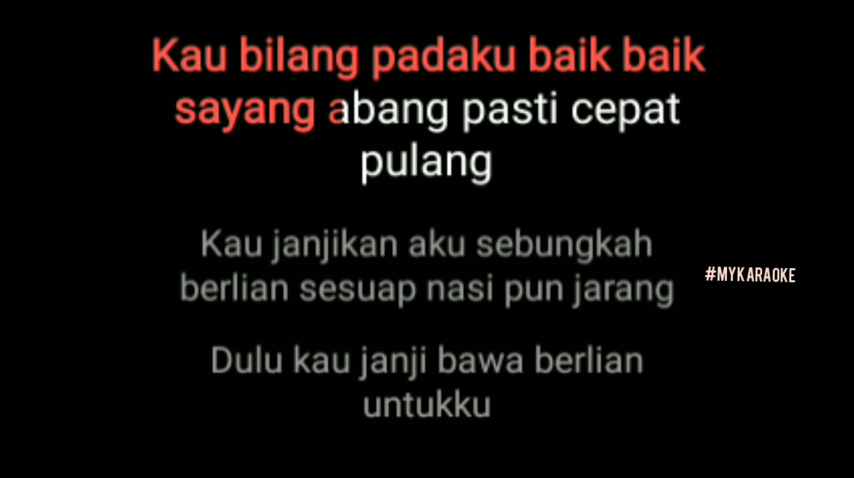 Kau bilang padaku baik baik
sayang abang pasti cepat
pulang
Kau janjikan aku sebungkah
berlian sesuap nasi pun jarang
#MYKARAOKE
Dulu kau janji bawa berlian
untukku